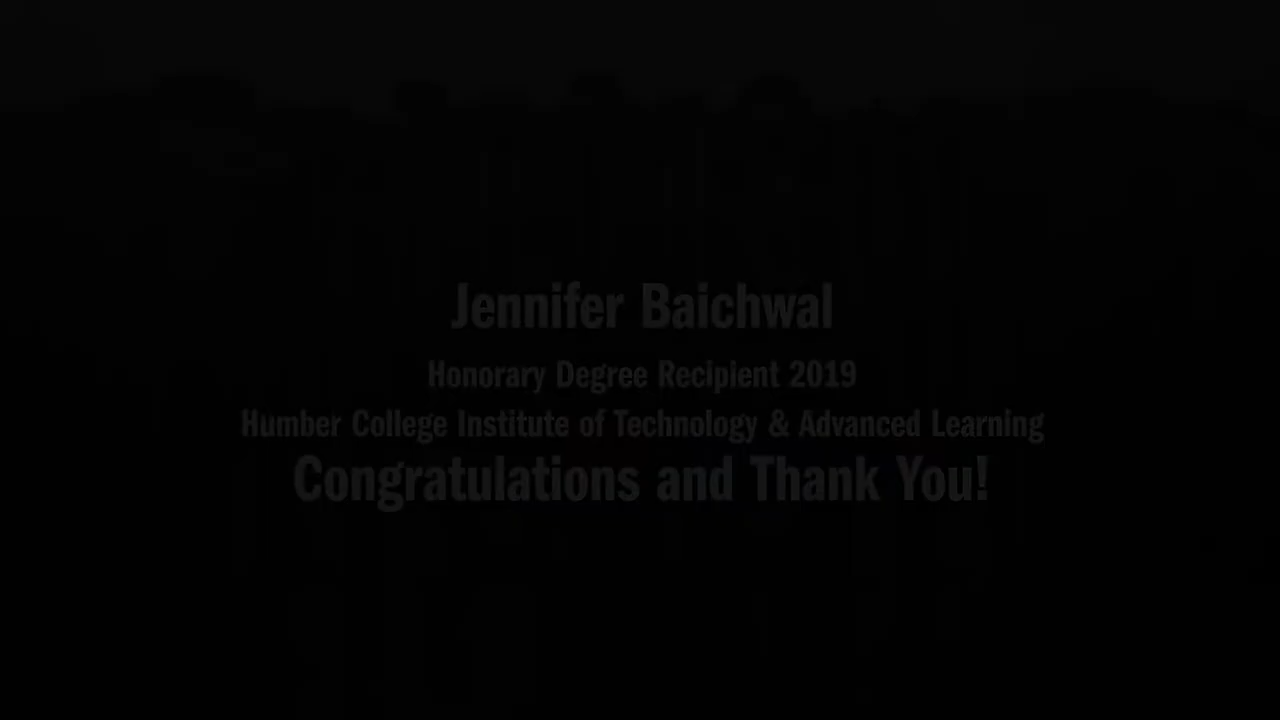 Jennifer Baichwal
Honorary Degree Recipient 2019
Humber College Institute of Technology & Advanced Learning
Congratulations and Thank You!